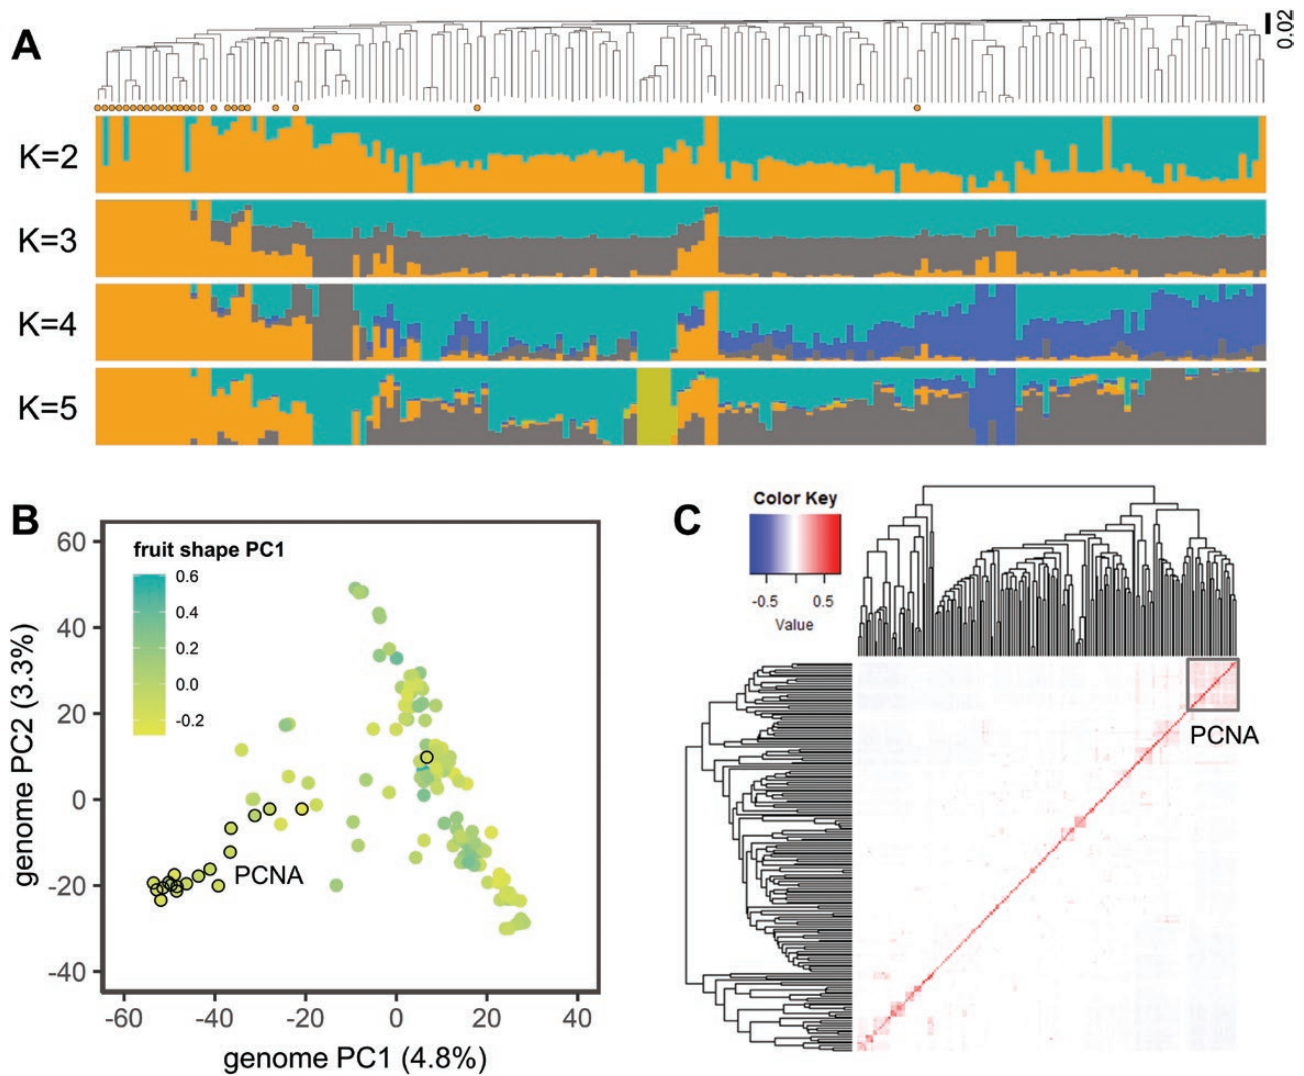 A
0.02
K=2
K=3
K=4
K=5
B
fruit shape PC1
0.6
0.4
0.2
0.0
-0.2
60
40
20
0
-20
-40
genome PC2 (3.3%)
PCNA
-60
-40
-20
0
20
40
genome PC1 (4.8%)
C
Color Key
-0.5
0.5
Value
PCNA